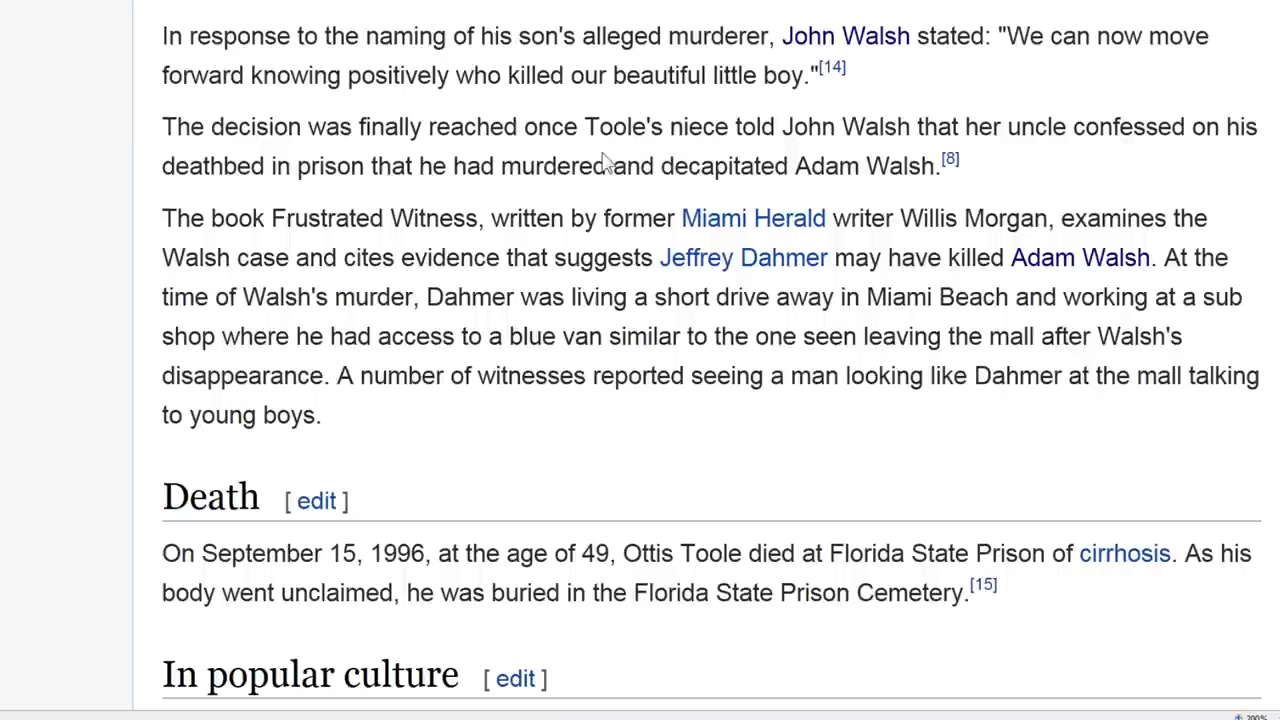 In response to the naming of his son's alleged murderer, John Walsh stated: "We can now move
forward knowing positively who killed our beautiful little boy."[14]
The decision was finally reached once Toole's niece told John Walsh that her uncle confessed on his
deathbed in prison that he had murdered and decapitated Adam Walsh.[8]
The book Frustrated Witness, written by former Miami Herald writer Willis Morgan, examines the
Walsh case and cites evidence that suggests Jeffrey Dahmer may have killed Adam Walsh. At the
time of Walsh's murder, Dahmer was living a short drive away in Miami Beach and working at a sub
shop where he had access to a blue van similar to the one seen leaving the mall after Walsh's
disappearance. A number of witnesses reported seeing a man looking like Dahmer at the mall talking
to young boys.
Death [ edit ]
On September 15, 1996, at the age of 49, Ottis Toole died at Florida State Prison of cirrhosis. As his
body went unclaimed, he was buried in the Florida State Prison Cemetery.[15]
In popular culture [ edit ]
200%